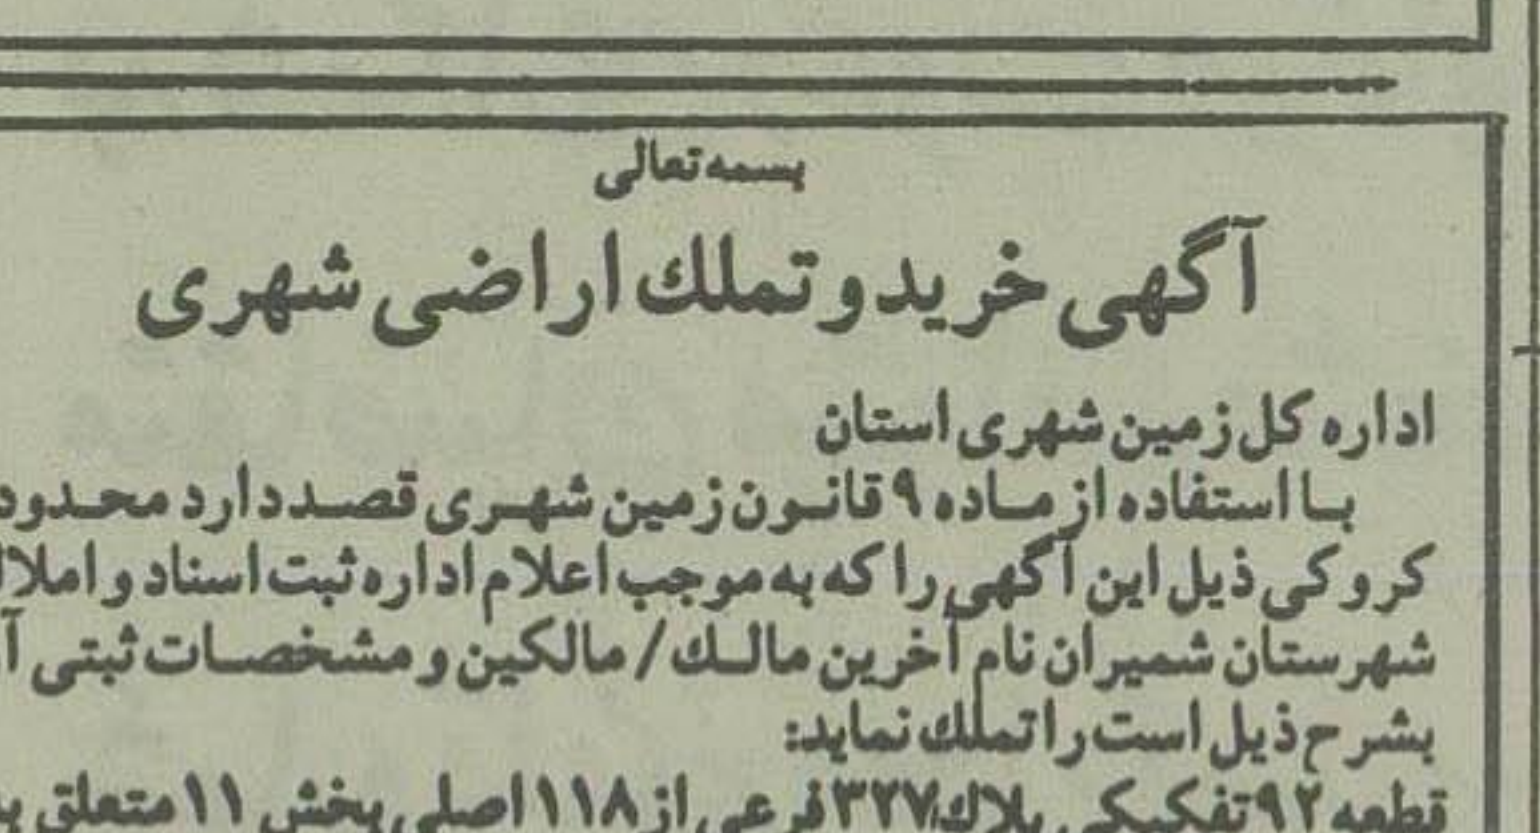 بسمه تعالی
آگهی خرید و تملك اراضی شهری
اداره کل زمین شهری استان
با استفاده از ماده ۹ قانون زمین شهری قصد دارد محدود
کروکی ذیل این آگهی را که به موجب اعلام اداره ثبت اسناد و املا
شهرستان شمیران نام آخرین مالك / مالکین و مشخصات ثبتی آ
بشرح ذیل است را تملك نماید:
قطعه ۹۲ تفکیکی پلاك ۳۲۷ فرعی از ۱۱۸ اصلی بخش ۱۱ متعلق